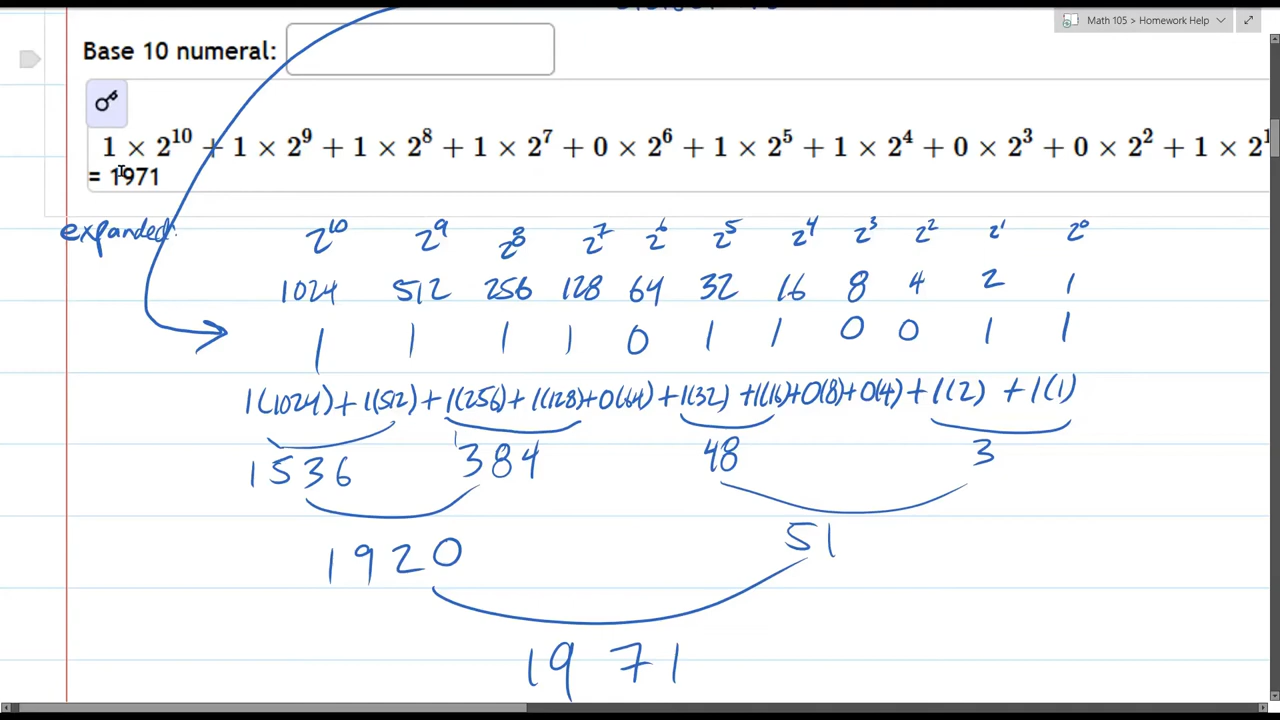 Math 105 > Homework Help
Base 10 numeral:
1 × 2^10 + 1 × 2^9 + 1 × 2^8 + 1 × 2^7 + 0 × 2^6 + 1 × 2^5 + 1 × 2^4 + 0 × 2^3 + 0 × 2^2 + 1 × 2^1
= 1971
expanded: 2^10 2^9 2^8 2^7 2^6 2^5 2^4 2^3 2^2 2^1 2^0
1024 512 256 128 64 32 16 8 4 2 1
1 1 1 1 0 1 1 0 0 1 1
1(1024) + 1(512) + 1(256) + 1(128) + 0(64) + 1(32) + 1(16) + 0(8) + 0(4) + 1(2) + 1(1)
1536 384 48 3
1920 51
1971